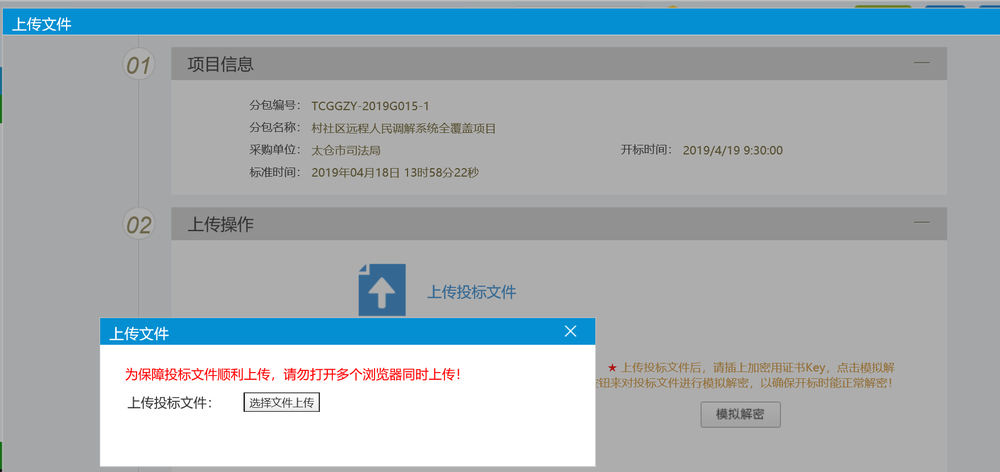 上传文件
01
项目信息
分包编号： TCGGZY-2019G015-1
分包名称： 村社区远程人民调解系统全覆盖项目
采购单位： 太仓市司法局
开标时间： 2019/4/19 9:30:00
标准时间： 2019年04月18日 13时58分22秒
02
上传操作
上传投标文件
上传文件
为保障投标文件顺利上传，请勿打开多个浏览器同时上传！
上传投标文件：
选择文件上传
★ 上传投标文件后，请插上加密用证书Key，点击模拟解
钮来对投标文件进行模拟解密，以确保开标时能正常解密！
模拟解密